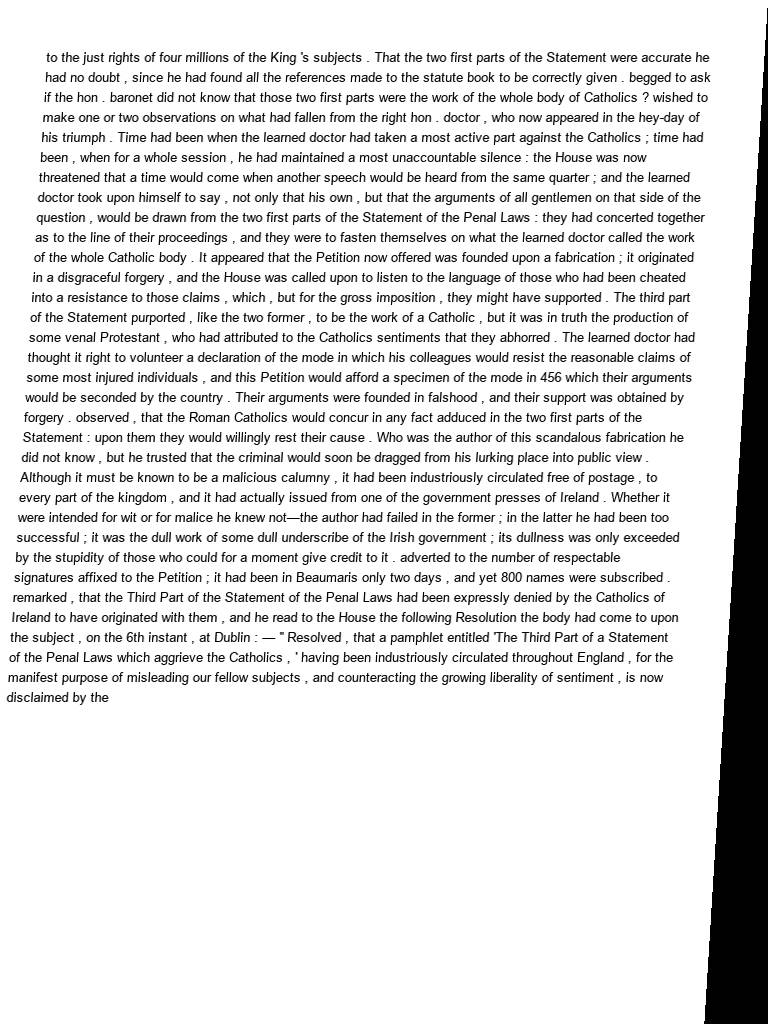 to the just rights of four millions of the King 's subjects . That the two first parts of the Statement were accurate he
had no doubt , since he had found all the references made to the statute book to be correctly given . begged to ask
if the hon . baronet did not know that those two first parts were the work of the whole body of Catholics ? wished to
make one or two observations on what had fallen from the right hon . doctor , who now appeared in the hey-day of
his triumph . Time had been when the learned doctor had taken a most active part against the Catholics ; time had
been , when for a whole session , he had maintained a most unaccountable silence : the House was now
threatened that a time would come when another speech would be heard from the same quarter ; and the learned
doctor took upon himself to say , not only that his own , but that the arguments of all gentlemen on that side of the
question , would be drawn from the two first parts of the Statement of the Penal Laws : they had concerted together
as to the line of their proceedings , and they were to fasten themselves on what the learned doctor called the work
of the whole Catholic body . It appeared that the Petition now offered was founded upon a fabrication ; it originated
in a disgraceful forgery , and the House was called upon to listen to the language of those who had been cheated
into a resistance to those claims , which , but for the gross imposition , they might have supported . The third part
of the Statement purported , like the two former , to be the work of a Catholic , but it was in truth the production of
some venal Protestant , who had attributed to the Catholics sentiments that they abhorred . The learned doctor had
thought it right to volunteer a declaration of the mode in which his colleagues would resist the reasonable claims of
some most injured individuals , and this Petition would afford a specimen of the mode in 456 which their arguments
would be seconded by the country . Their arguments were founded in falshood , and their support was obtained by
forgery . observed , that the Roman Catholics would concur in any fact adduced in the two first parts of the
Statement : upon them they would willingly rest their cause . Who was the author of this scandalous fabrication he
did not know , but he trusted that the criminal would soon be dragged from his lurking place into public view .
Although it must be known to be a malicious calumny , it had been industriously circulated free of postage , to
every part of the kingdom , and it had actually issued from one of the government presses of Ireland . Whether it
were intended for wit or for malice he knew not—the author had failed in the former ; in the latter he had been too
successful ; it was the dull work of some dull underscribe of the Irish government ; its dullness was only exceeded
by the stupidity of those who could for a moment give credit to it . adverted to the number of respectable
signatures affixed to the Petition ; it had been in Beaumaris only two days , and yet 800 names were subscribed .
remarked , that the Third Part of the Statement of the Penal Laws had been expressly denied by the Catholics of
Ireland to have originated with them , and he read to the House the following Resolution the body had come to upon
the subject , on the 6th instant , at Dublin : — " Resolved , that a pamphlet entitled 'The Third Part of a Statement
of the Penal Laws which aggrieve the Catholics , ' having been industriously circulated throughout England , for the
manifest purpose of misleading our fellow subjects , and counteracting the growing liberality of sentiment , is now
disclaimed by the